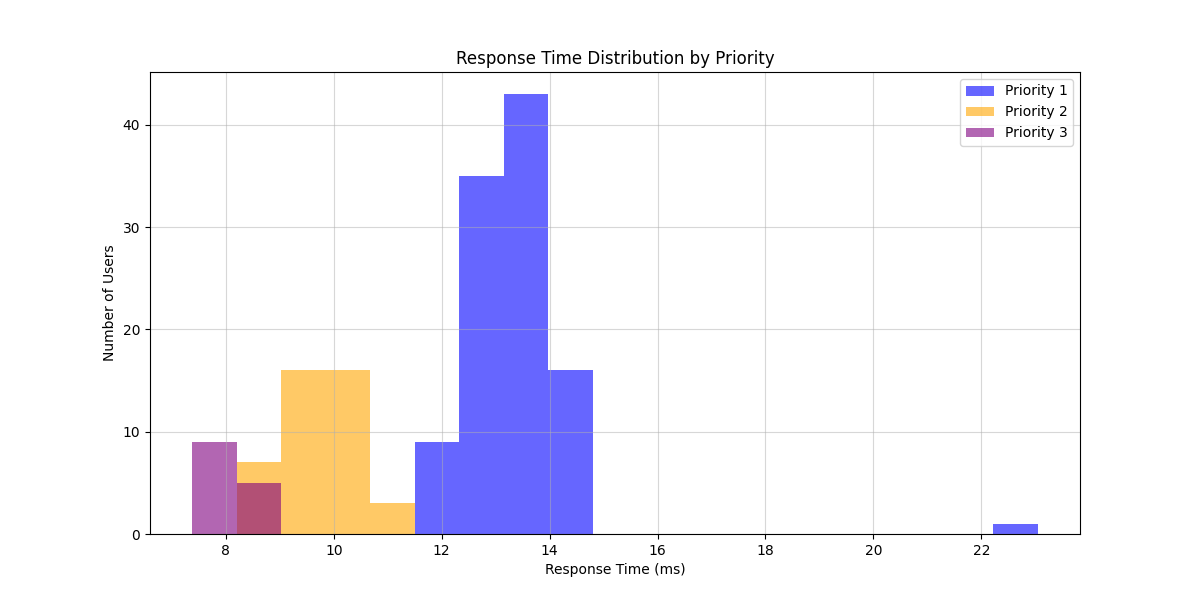 Response Time Distribution by Priority
Priority 1
Priority 2
Priority 3
Number of Users
40
30
20
10
0
8 10 12 14 16 18 20 22
Response Time (ms)